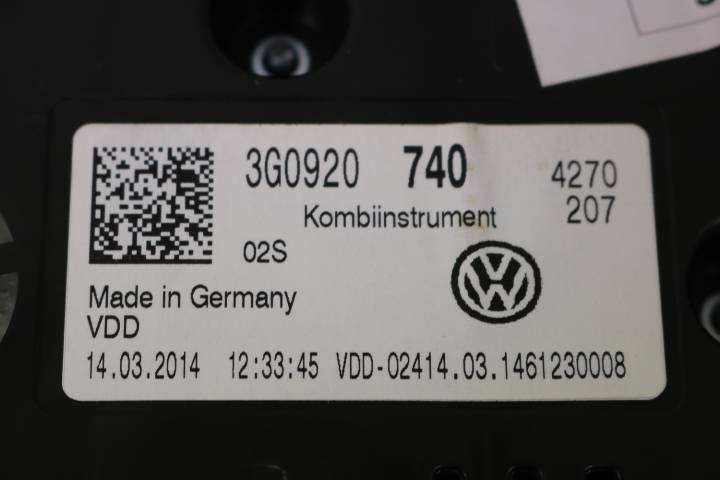 3G0920 740 4270
Kombiinstrument 207
02S
Made in Germany
VDD
14.03.2014 12:33:45 VDD-02414.03.1461230008